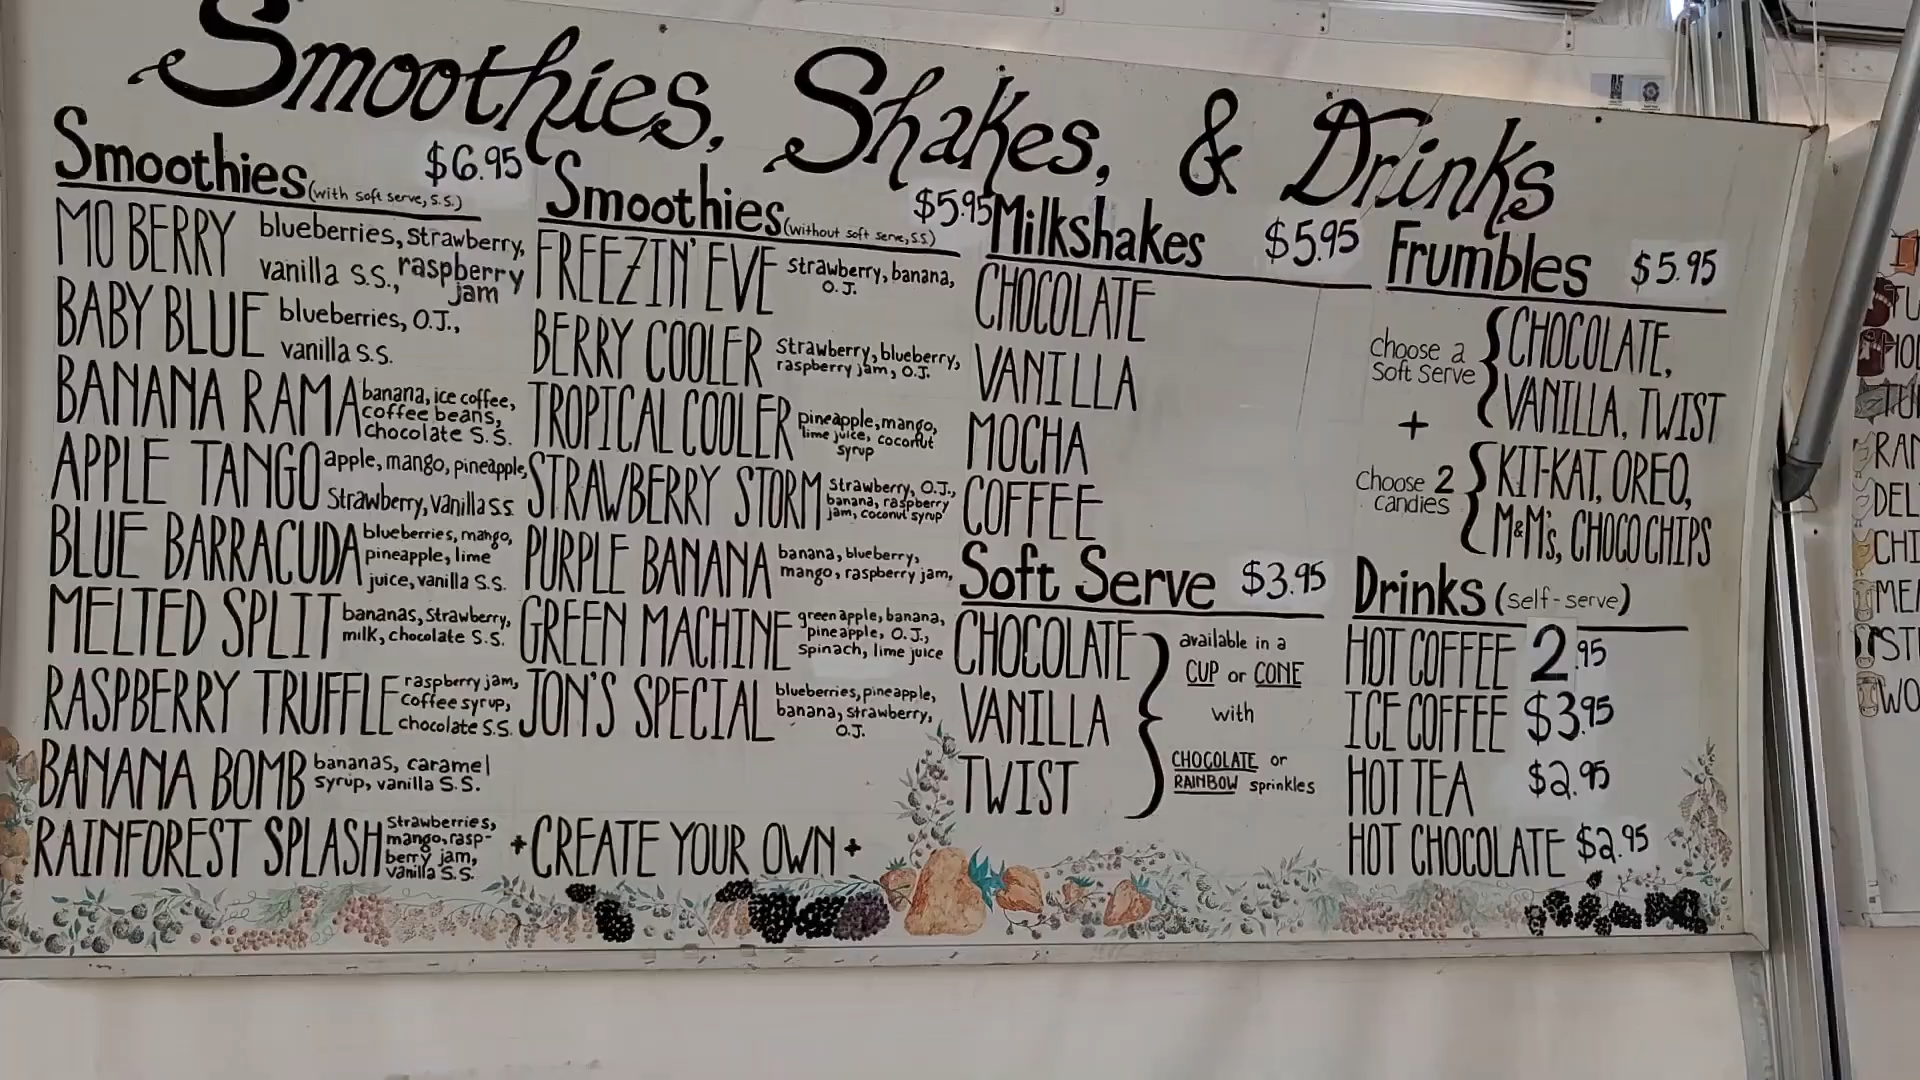 Smoothies, Shakes, & Drinks
Smoothies (with soft serve, s.s.) $6.95
MO BERRY blueberries, strawberry,
vanilla s.s., raspberry
jam
BABY BLUE blueberries, O.J.,
vanilla s.s.
BANANA RAMA banana, ice coffee,
coffee beans,
chocolate s.s.
APPLE TANGO apple, mango, pineapple,
strawberry, vanilla s.s.
BLUE BARRACUDA blueberries, mango,
pineapple, lime
juice, vanilla s.s.
MELTED SPLIT bananas, strawberry,
milk, chocolate s.s.
RASPBERRY TRUFFLE raspberry jam,
coffee syrup,
chocolate s.s.
BANANA BOMB bananas, caramel
syrup, vanilla s.s.
RAINFOREST SPLASH strawberries,
mango, rasp-
berry jam,
vanilla s.s.
Smoothies (without soft serve, s.s.) $5.95
FREEZIN' EVE strawberry, banana,
O.J.
BERRY COOLER strawberry, blueberry,
raspberry jam, O.J.
TROPICAL COOLER pineapple, mango,
lime juice, coconut
syrup
STRAWBERRY STORM strawberry, O.J.,
banana, raspberry
jam, coconut syrup
PURPLE BANANA banana, blueberry,
mango, raspberry jam,
GREEN MACHINE green apple, banana,
pineapple, O.J.,
spinach, lime juice
JON'S SPECIAL blueberries, pineapple,
banana, strawberry,
O.J.
+CREATE YOUR OWN+
Milkshakes $5.95
CHOCOLATE
VANILLA
MOCHA
COFFEE
Soft Serve $3.95
CHOCOLATE
VANILLA
TWIST
available in a
CUP or CONE
with
CHOCOLATE or
RAINBOW sprinkles
Frumbles $5.95
choose a
soft serve
CHOCOLATE,
VANILLA, TWIST
+
choose 2
candies
KIT-KAT, OREO,
M&M's, CHOCO CHIPS
Drinks (self-serve)
HOT COFFEE 2.95
ICE COFFEE $3.95
HOT TEA $2.95
HOT CHOCOLATE $2.95